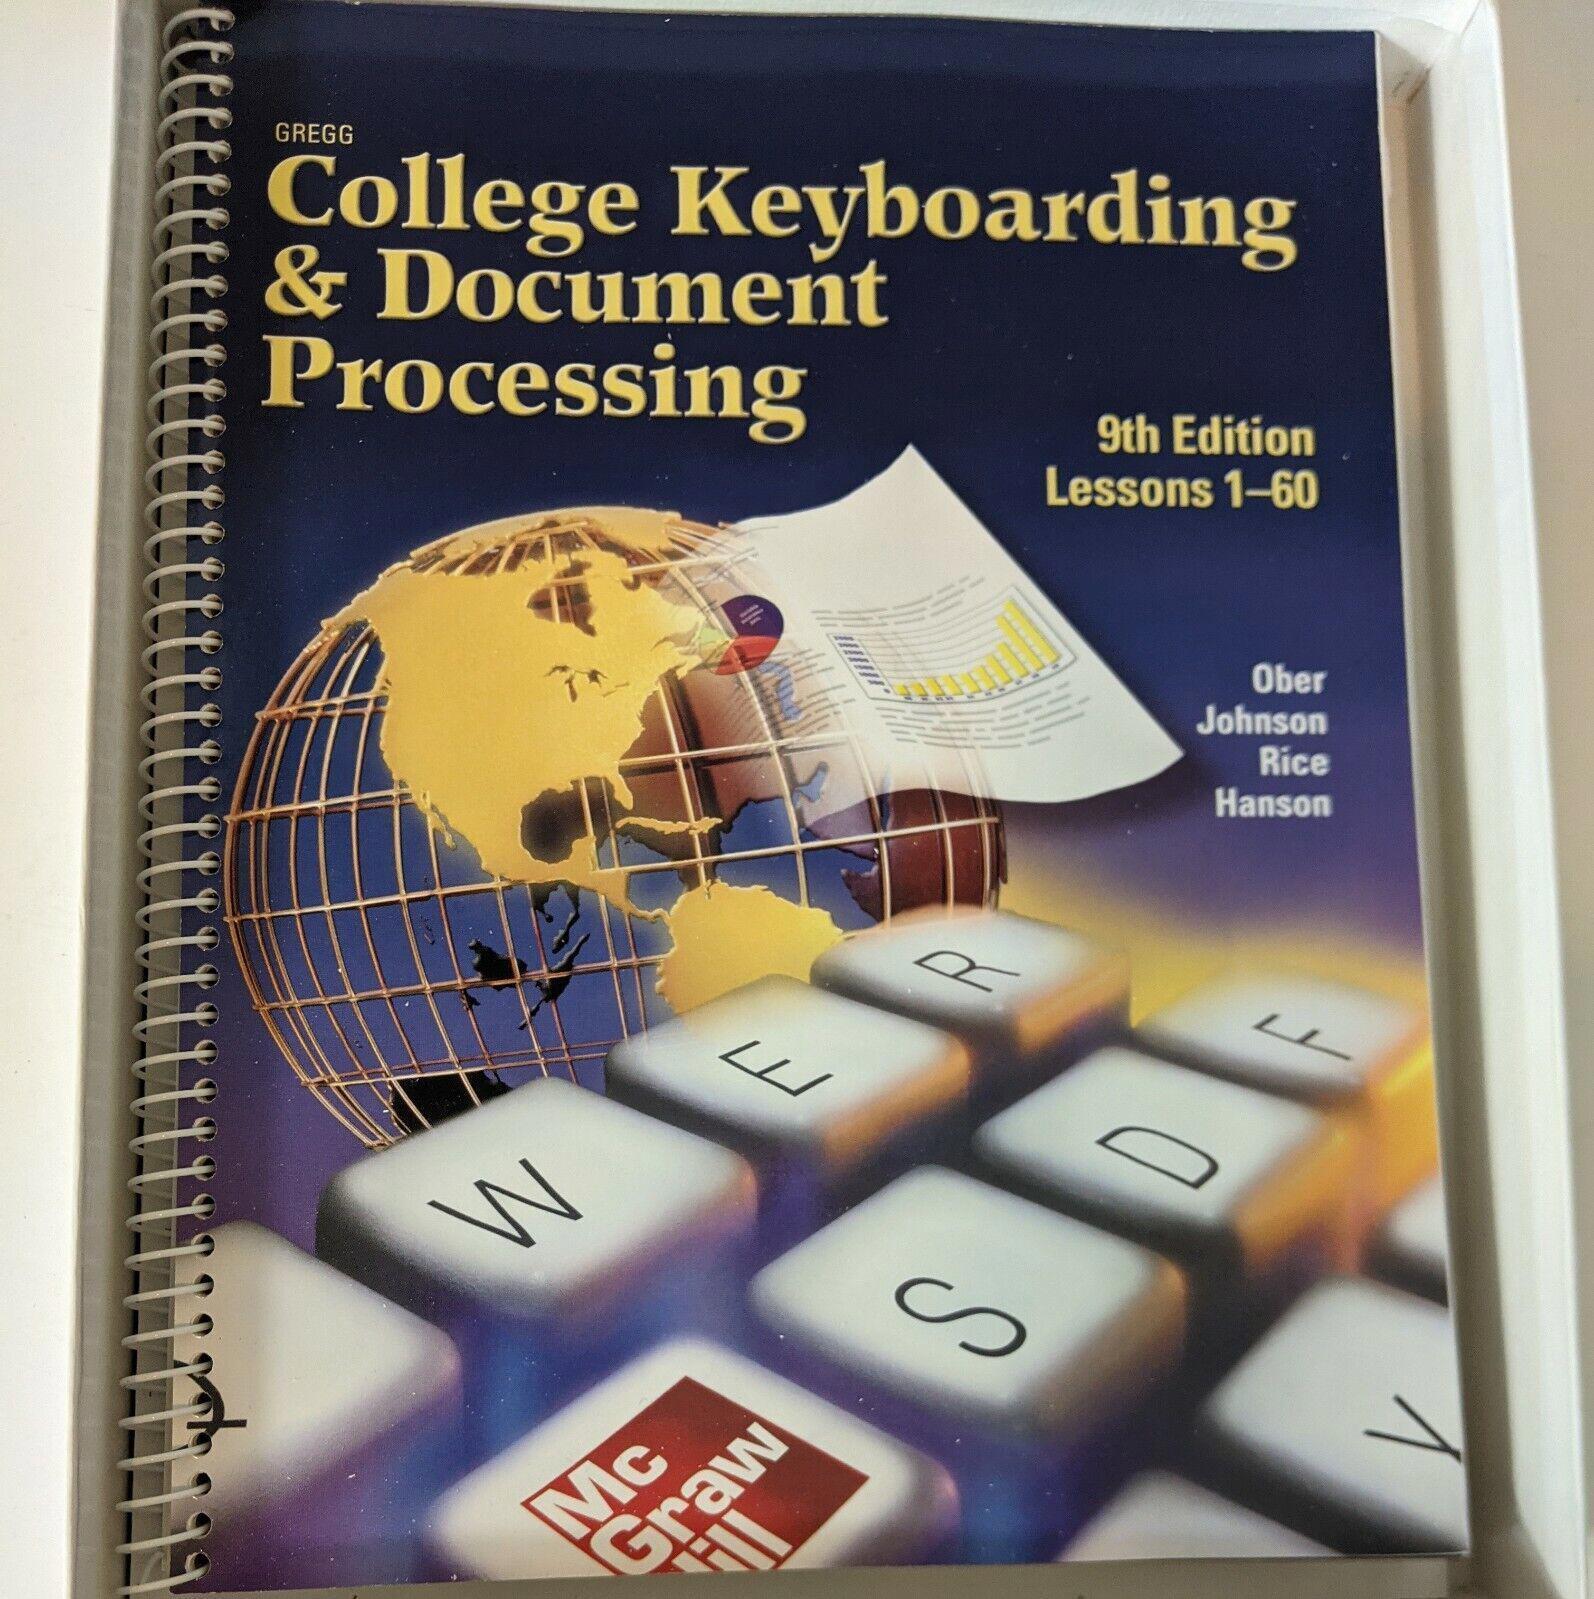 GREGG
College Keyboarding
& Document
Processing
9th Edition
Lessons 1–60
Ober
Johnson
Rice
Hanson
R
F
E
D
W
S
Mc
Graw
Hill